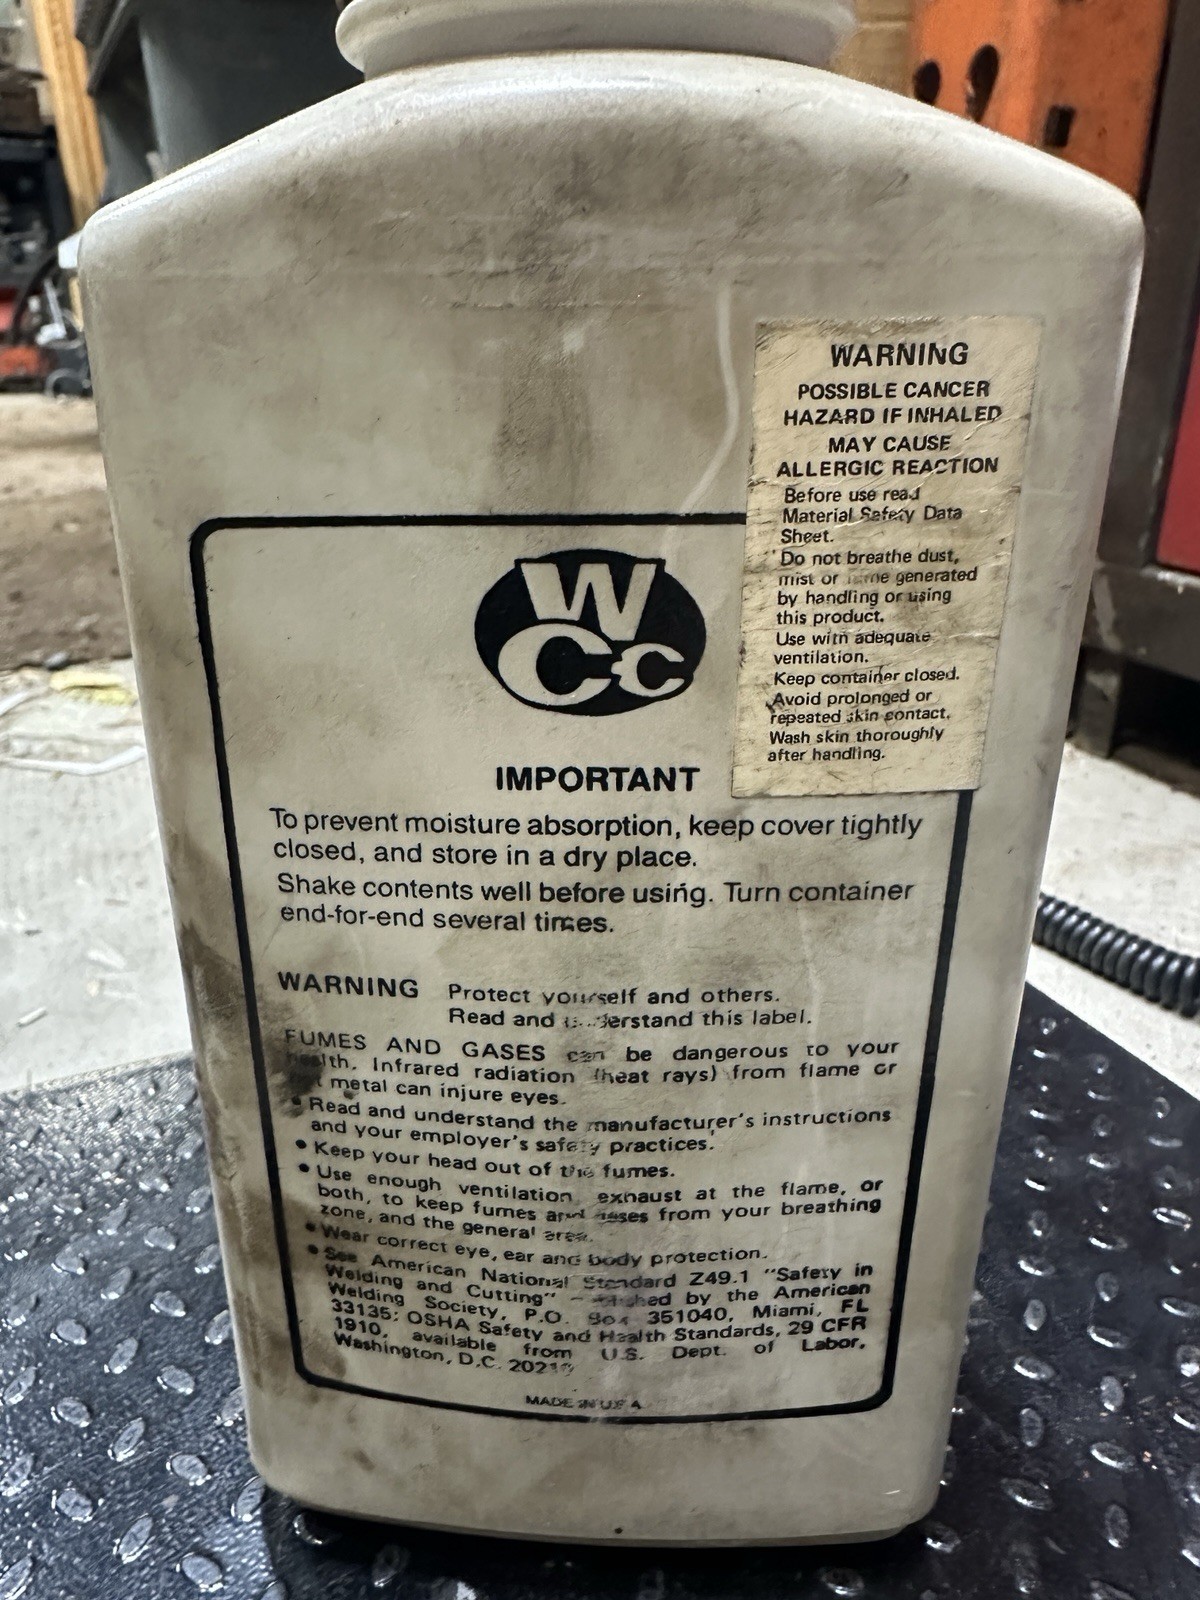 WARNING
POSSIBLE CANCER
HAZARD IF INHALED
MAY CAUSE
ALLERGIC REACTION
Before use read
Material Safety Data
Sheet.
Do not breathe dust,
mist or generated
by handling or using
this product.
Use with adequate
ventilation.
Keep container closed.
Avoid prolonged or
repeated skin contact.
Wash skin thoroughly
after handling.
W
Cc
IMPORTANT
To prevent moisture absorption, keep cover tightly
closed, and store in a dry place.
Shake contents well before using. Turn container
end-for-end several times.
WARNING Protect yourself and others.
Read and understand this label.
FUMES AND GASES can be dangerous to your
health. Infrared radiation (heat rays) from flame or
metal can injure eyes.
• Read and understand the manufacturer's instructions
and your employer's safety practices.
• Keep your head out of the fumes.
• Use enough ventilation exhaust at the flame, or
both, to keep fumes and gases from your breathing
zone, and the general area.
• Wear correct eye, ear and body protection.
• See American National Standard Z49.1 "Safety in
Welding and Cutting" by the American
Welding Society, P.O. Box 351040, Miami, FL
33135; OSHA Safety and Health Standards, 29 CFR
1910, available from U.S. Dept. of Labor,
Washington, D.C.
MADE IN U.S.A.